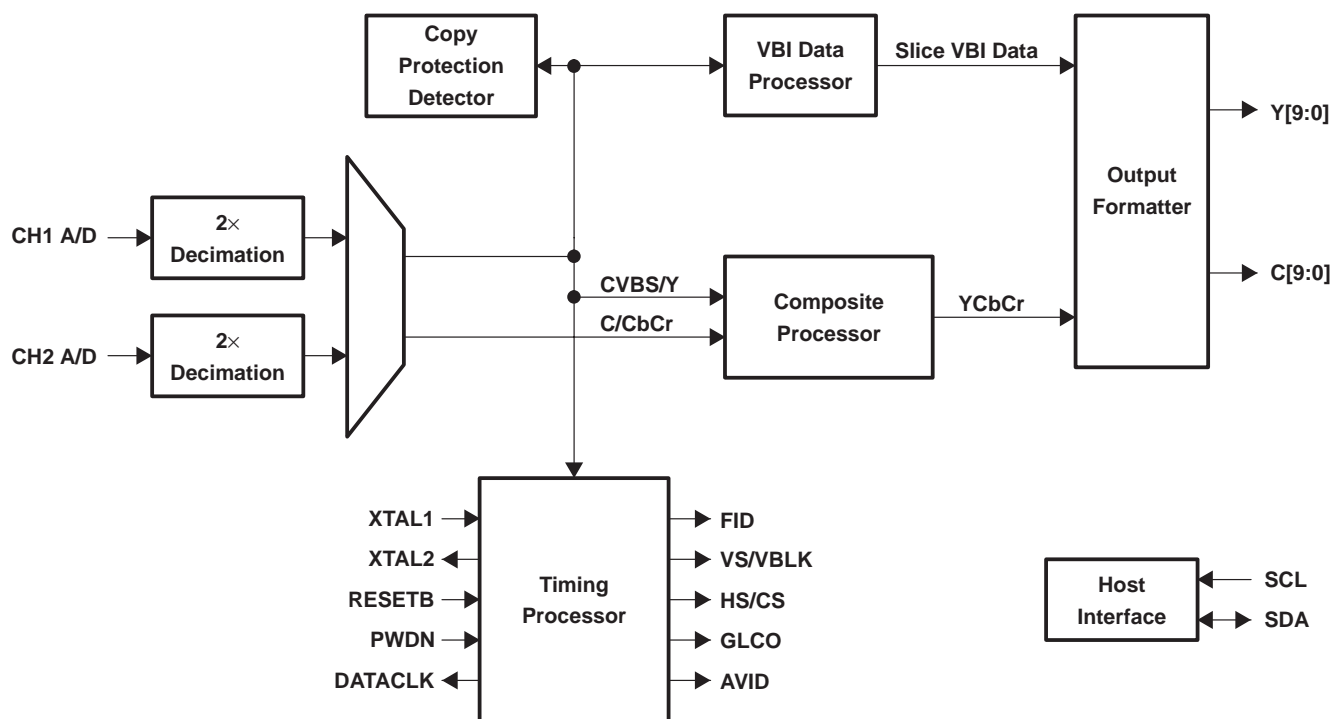 Copy
Protection
Detector
VBI Data
Processor
Slice VBI Data
Output
Formatter
Y[9:0]
C[9:0]
CH1 A/D
2×
Decimation
CH2 A/D
2×
Decimation
CVBS/Y
C/CbCr
Composite
Processor
YCbCr
XTAL1
XTAL2
RESETB
PWDN
DATACLK
Timing
Processor
FID
VS/VBLK
HS/CS
GLCO
AVID
Host
Interface
SCL
SDA